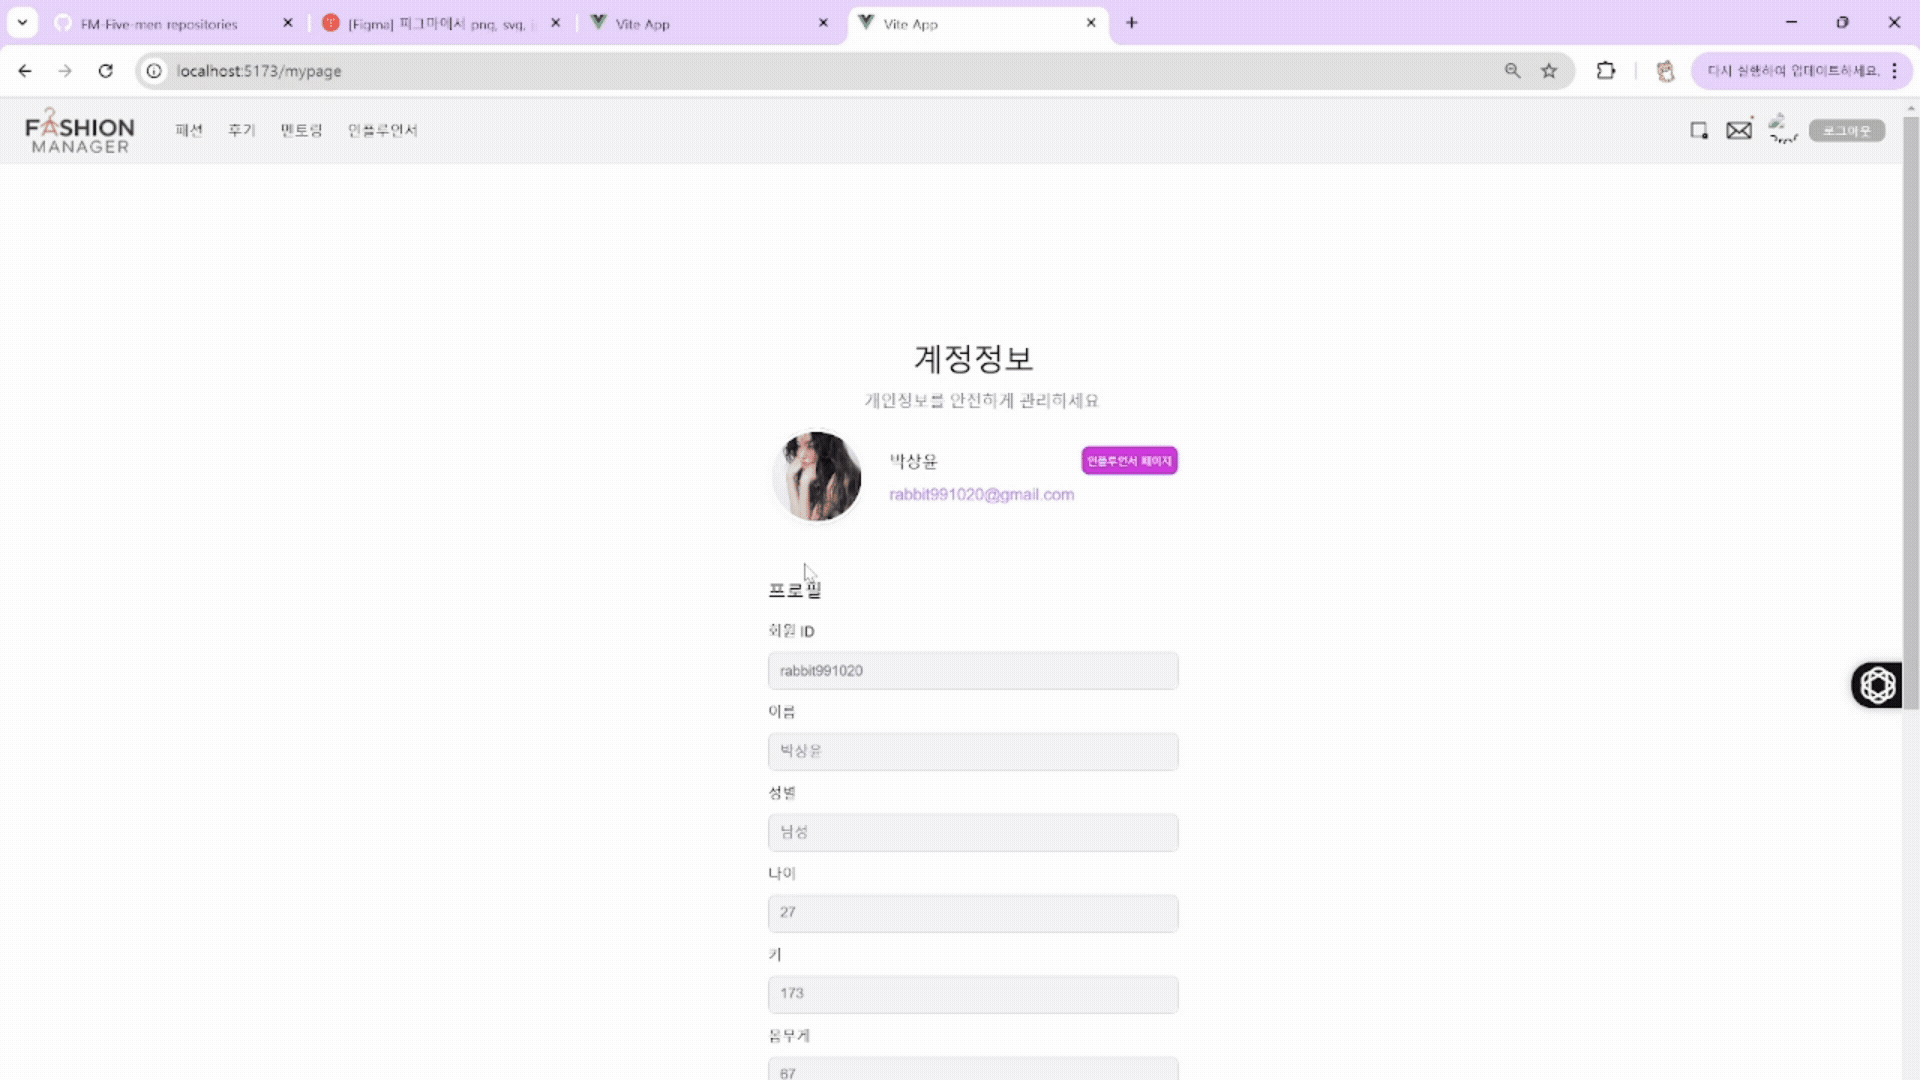 FM-Five-men repositories
[Figma] 피그마에서 png, svg,
Vite App
Vite App
localhost:5173/mypage
다시 실행하여 업데이트하세요.
FASHION
MANAGER
패션
후기
멘토링
인플루언서
로그아웃
계정정보
개인정보를 안전하게 관리하세요
박상윤
인플루언서 페이지
rabbit991020@gmail.com
프로필
회원 ID
rabbit991020
이름
박상윤
성별
남성
나이
27
키
173
몸무게
67